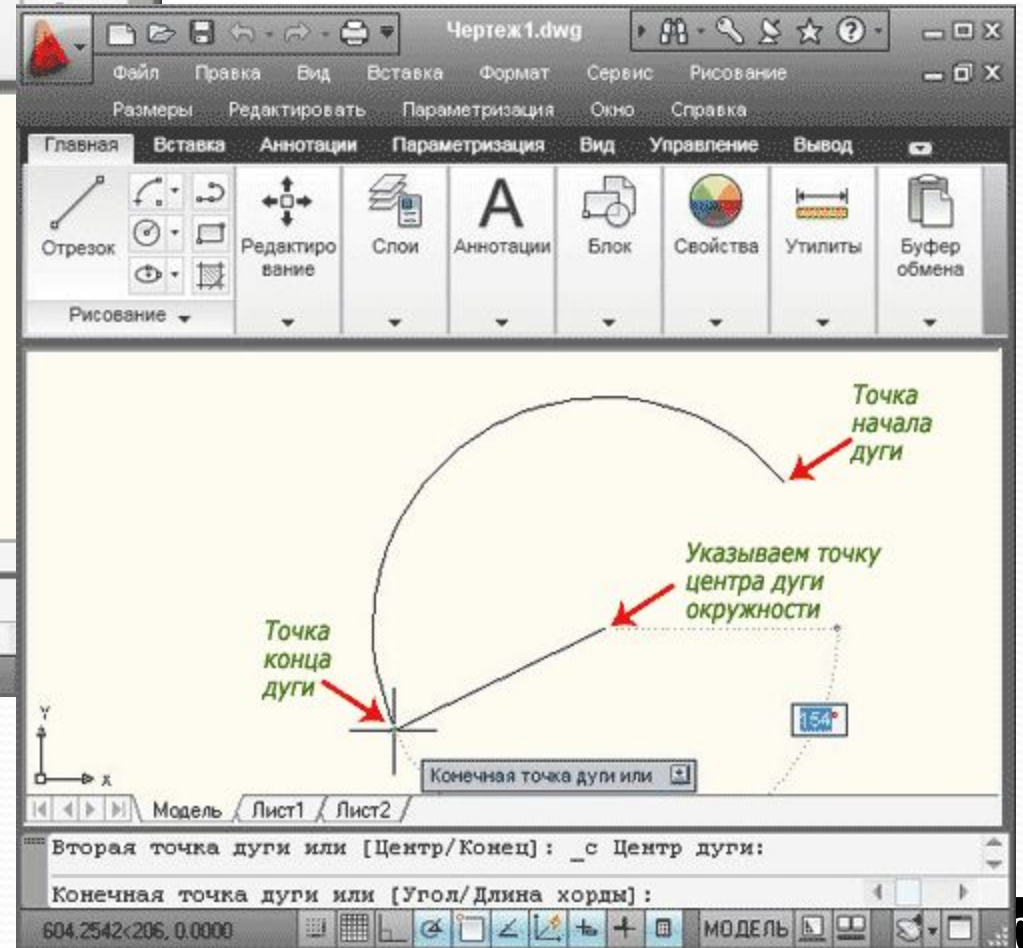 Чертеж1.dwg
Файл Правка Вид Вставка Формат Сервис Рисование
Размеры Редактировать Параметризация Окно Справка
Главная Вставка Аннотации Параметризация Вид Управление Вывод
Отрезок
Редактиро
вание
Слои
Аннотации
Блок
Свойства
Утилиты
Буфер
обмена
Рисование
Точка
начала
дуги
Указываем точку
центра дуги
окружности
Точка
конца
дуги
154°
Конечная точка дуги или
Y
X
Модель Лист1 Лист2
Вторая точка дуги или [Центр/Конец]: _c Центр дуги:
Конечная точка дуги или [Угол/Длина хорды]:
604.2542<206, 0.0000 МОДЕЛЬ